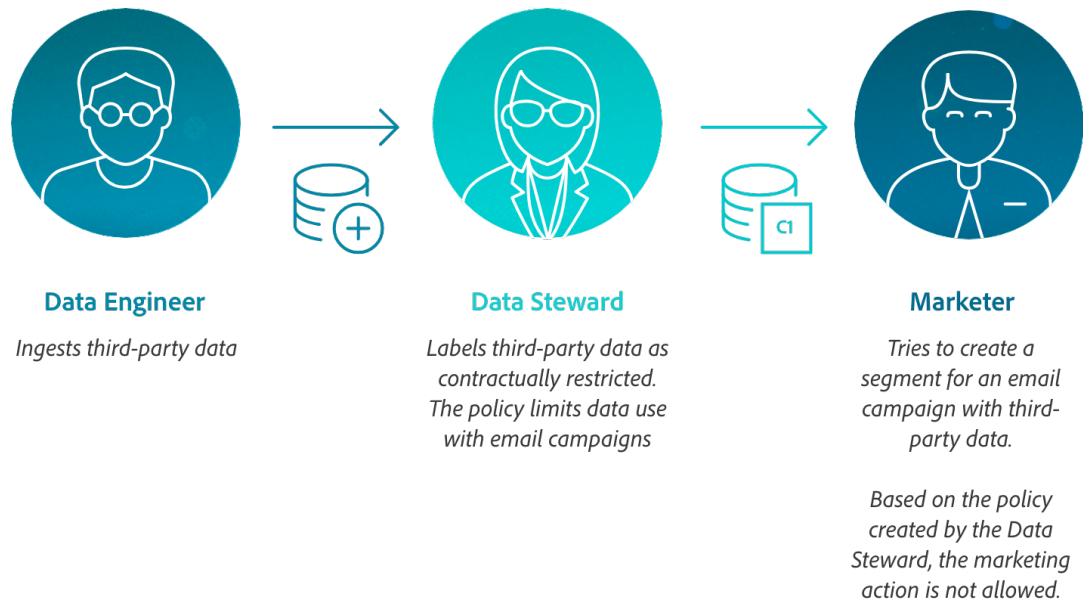 C1
Data Engineer
Ingests third-party data
Data Steward
Labels third-party data as
contractually restricted.
The policy limits data use
with email campaigns
Marketer
Tries to create a
segment for an email
campaign with third-
party data.
Based on the policy
created by the Data
Steward, the marketing
action is not allowed.